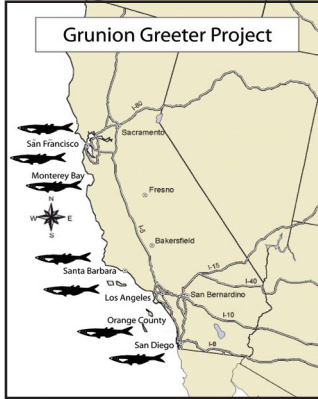 Grunion Greeter Project
I-80
Sacramento
San Francisco
Monterey Bay
Fresno
N
W E
S
I-5
Bakersfield
Santa Barbara
I-15
I-40
Los Angeles
San Bernardino
Orange County
I-10
San Diego
I-8